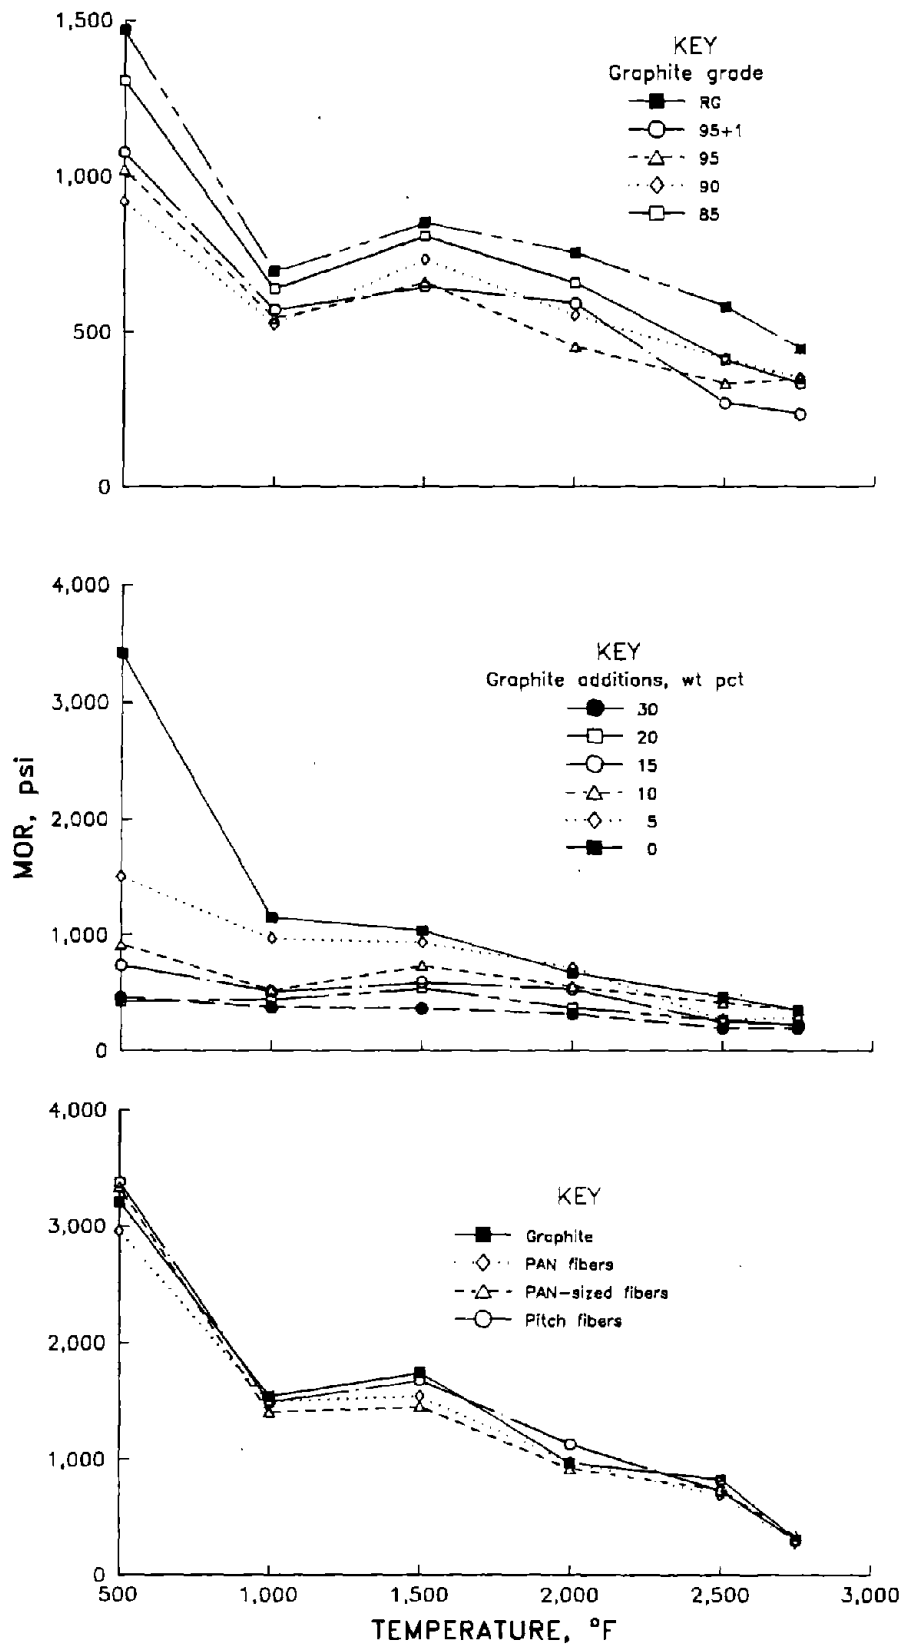 1,500
KEY
Graphite grade
RG
95+1
1,000
95
90
85
500
0
4,000
KEY
Graphite additions, wt pct
3,000
30
20
15
MOR, psi
2,000
10
5
0
1,000
0
4,000
KEY
3,000
Graphite
PAN fibers
PAN-sized fibers
Pitch fibers
2,000
1,000
0
500 1,000 1,500 2,000 2,500 3,000
TEMPERATURE, °F